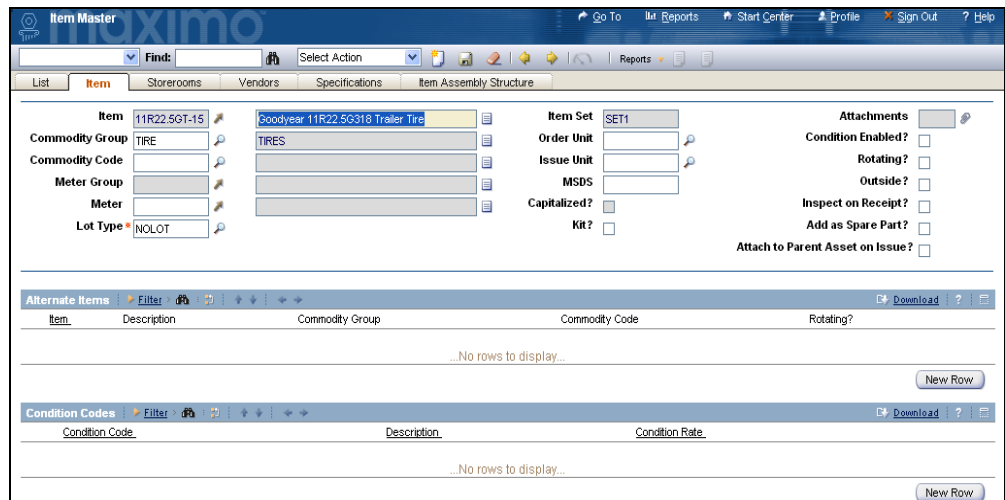 Item Master
maximo
Go To Reports Start Center Profile Sign Out ? Help
Find: Select Action Reports
List Item Storerooms Vendors Specifications Item Assembly Structure
Item 11R22.5GT-15 Goodyear 11R22.5G318 Trailer Tire Item Set SET1 Attachments
Commodity Group TIRE TIRES Order Unit Condition Enabled?
Commodity Code Issue Unit Rotating?
Meter Group MSDS Outside?
Meter Capitalized? Inspect on Receipt?
Lot Type * NOLOT Kit? Add as Spare Part?
Attach to Parent Asset on Issue?
Alternate Items Filter Download ?
Item Description Commodity Group Commodity Code Rotating?
...No rows to display...
New Row
Condition Codes Filter Download ?
Condition Code Description Condition Rate
...No rows to display...
New Row